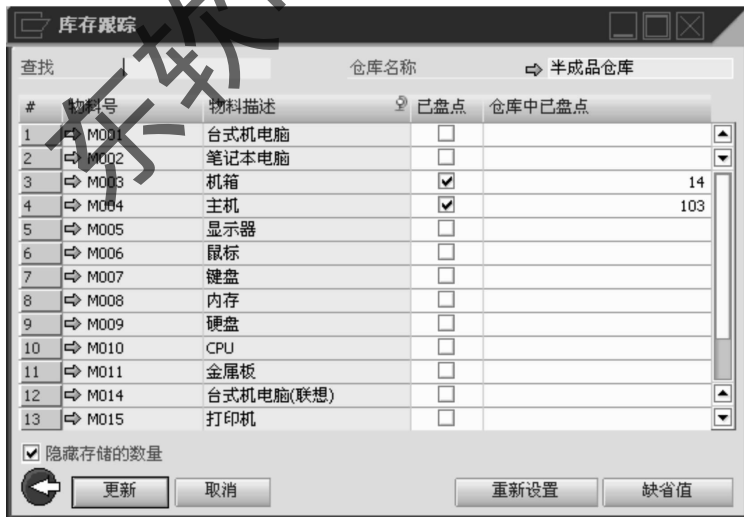 库存跟踪
查找 仓库名称 半成品仓库
# 物料号 物料描述 已盘点 仓库中已盘点
1 M001 台式机电脑
2 M002 笔记本电脑
3 M003 机箱 14
4 M004 主机 103
5 M005 显示器
6 M006 鼠标
7 M007 键盘
8 M008 内存
9 M009 硬盘
10 M010 CPU
11 M011 金属板
12 M014 台式机电脑(联想)
13 M015 打印机
隐藏存储的数量
更新 取消 重新设置 缺省值
东软